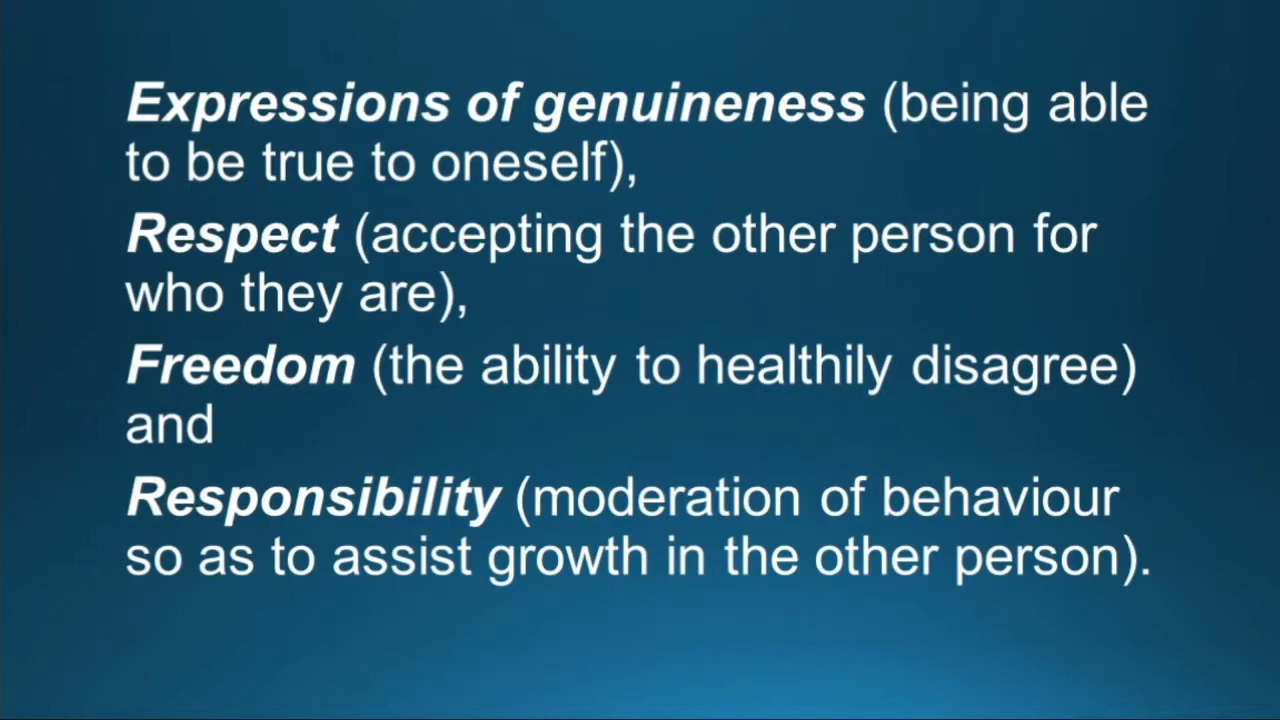 Expressions of genuineness (being able
to be true to oneself),
Respect (accepting the other person for
who they are),
Freedom (the ability to healthily disagree)
and
Responsibility (moderation of behaviour
so as to assist growth in the other person).